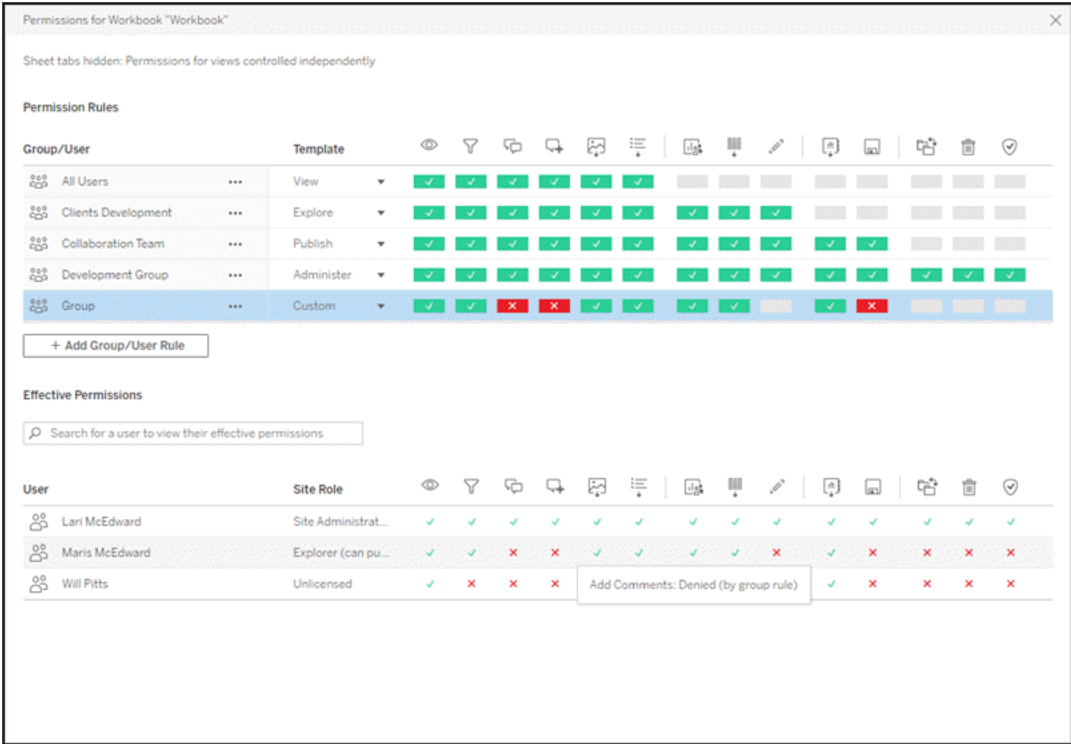 Permissions for Workbook "Workbook"
Sheet tabs hidden: Permissions for views controlled independently
Permission Rules
Group/User Template
All Users ... View
Clients Development ... Explore
Collaboration Team ... Publish
Development Group ... Administer
Group ... Custom
+ Add Group/User Rule
Effective Permissions
Search for a user to view their effective permissions
User Site Role
Lari McEdward Site Administrat...
Maris McEdward Explorer (can pu...
Will Pitts Unlicensed
Add Comments: Denied (by group rule)